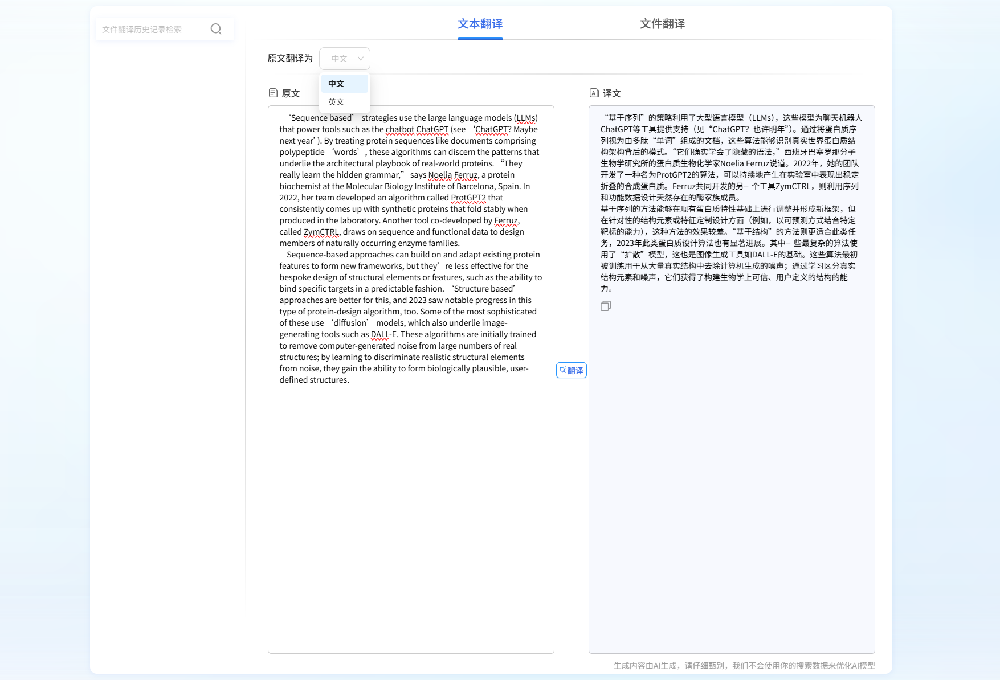 文件翻译历史记录检索
文本翻译
文件翻译
原文翻译为
中文
中文
英文
原文
‘Sequence based’ strategies use the large language models (LLMs)
that power tools such as the chatbot ChatGPT (see ‘ChatGPT? Maybe
next year’). By treating protein sequences like documents comprising
polypeptide ‘words’, these algorithms can discern the patterns that
underlie the architectural playbook of real-world proteins. “They
really learn the hidden grammar,” says Noelia Ferruz, a protein
biochemist at the Molecular Biology Institute of Barcelona, Spain. In
2022, her team developed an algorithm called ProtGPT2 that
consistently comes up with synthetic proteins that fold stably when
produced in the laboratory. Another tool co-developed by Ferruz,
called ZymCTRL, draws on sequence and functional data to design
members of naturally occurring enzyme families.
Sequence-based approaches can build on and adapt existing protein
features to form new frameworks, but they’re less effective for the
bespoke design of structural elements or features, such as the ability to
bind specific targets in a predictable fashion. ‘Structure based’
approaches are better for this, and 2023 saw notable progress in this
type of protein-design algorithm, too. Some of the most sophisticated
of these use ‘diffusion’ models, which also underlie image-
generating tools such as DALL-E. These algorithms are initially trained
to remove computer-generated noise from large numbers of real
structures; by learning to discriminate realistic structural elements
from noise, they gain the ability to form biologically plausible, user-
defined structures.
翻译
译文
“基于序列”的策略利用了大型语言模型（LLMs），这些模型为聊天机器人
ChatGPT等工具提供支持（见“ChatGPT？也许明年”）。通过将蛋白质序
列视为由多肽“单词”组成的文档，这些算法能够识别真实世界蛋白质结
构架构背后的模式。“它们确实学会了隐藏的语法，”西班牙巴塞罗那分子
生物学研究所的蛋白质生物化学家Noelia Ferruz说道。2022年，她的团队
开发了一种名为ProtGPT2的算法，可以持续地产生在实验室中表现出稳定
折叠的合成蛋白质。Ferruz共同开发的另一个工具ZymCTRL，则利用序列
和功能数据设计天然存在的酶家族成员。
基于序列的方法能够在现有蛋白质特性基础上进行调整并形成新框架，但
在针对性的结构元素或特征定制设计方面（例如，以可预测方式结合特定
靶标的能力），这种方法的效果较差。“基于结构”的方法则更适合此类任
务，2023年此类蛋白质设计算法也有显著进展。其中一些最复杂的算法使
用了“扩散”模型，这也是图像生成工具如DALL-E的基础。这些算法最初
被训练用于从大量真实结构中去除计算机生成的噪声；通过学习区分真实
结构元素和噪声，它们获得了构建生物学上可信、用户定义的结构的能
力。
生成内容由AI生成，请仔细甄别，我们不会使用你的搜索数据来优化AI模型